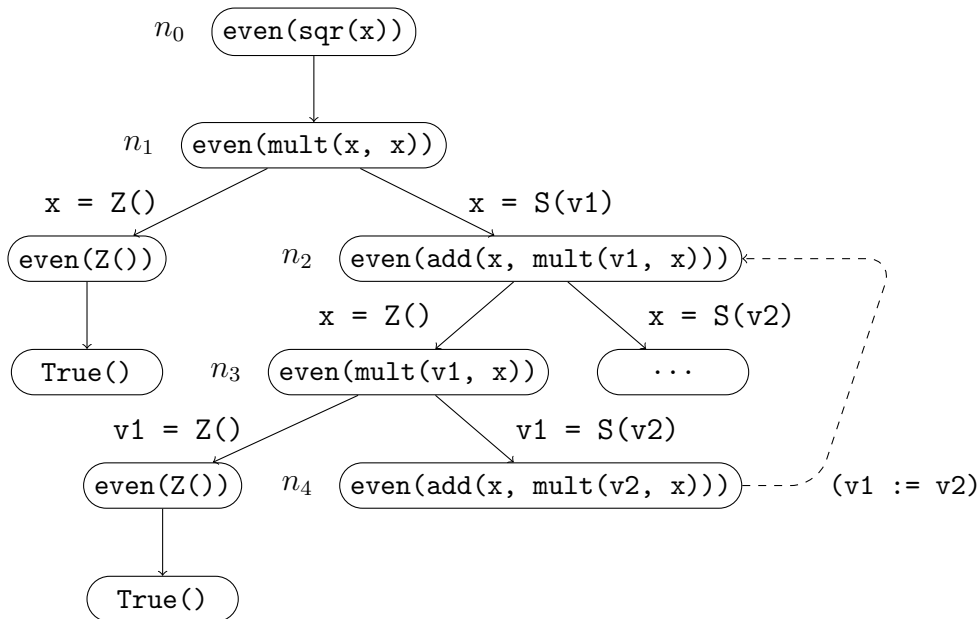 n₀ even(sqr(x))
n₁ even(mult(x, x))
x = Z() x = S(v1)
even(Z()) n₂ even(add(x, mult(v1, x)))
x = Z() x = S(v2)
True() n₃ even(mult(v1, x)) ...
v1 = Z() v1 = S(v2)
even(Z()) n₄ even(add(x, mult(v2, x))) (v1 := v2)
True()